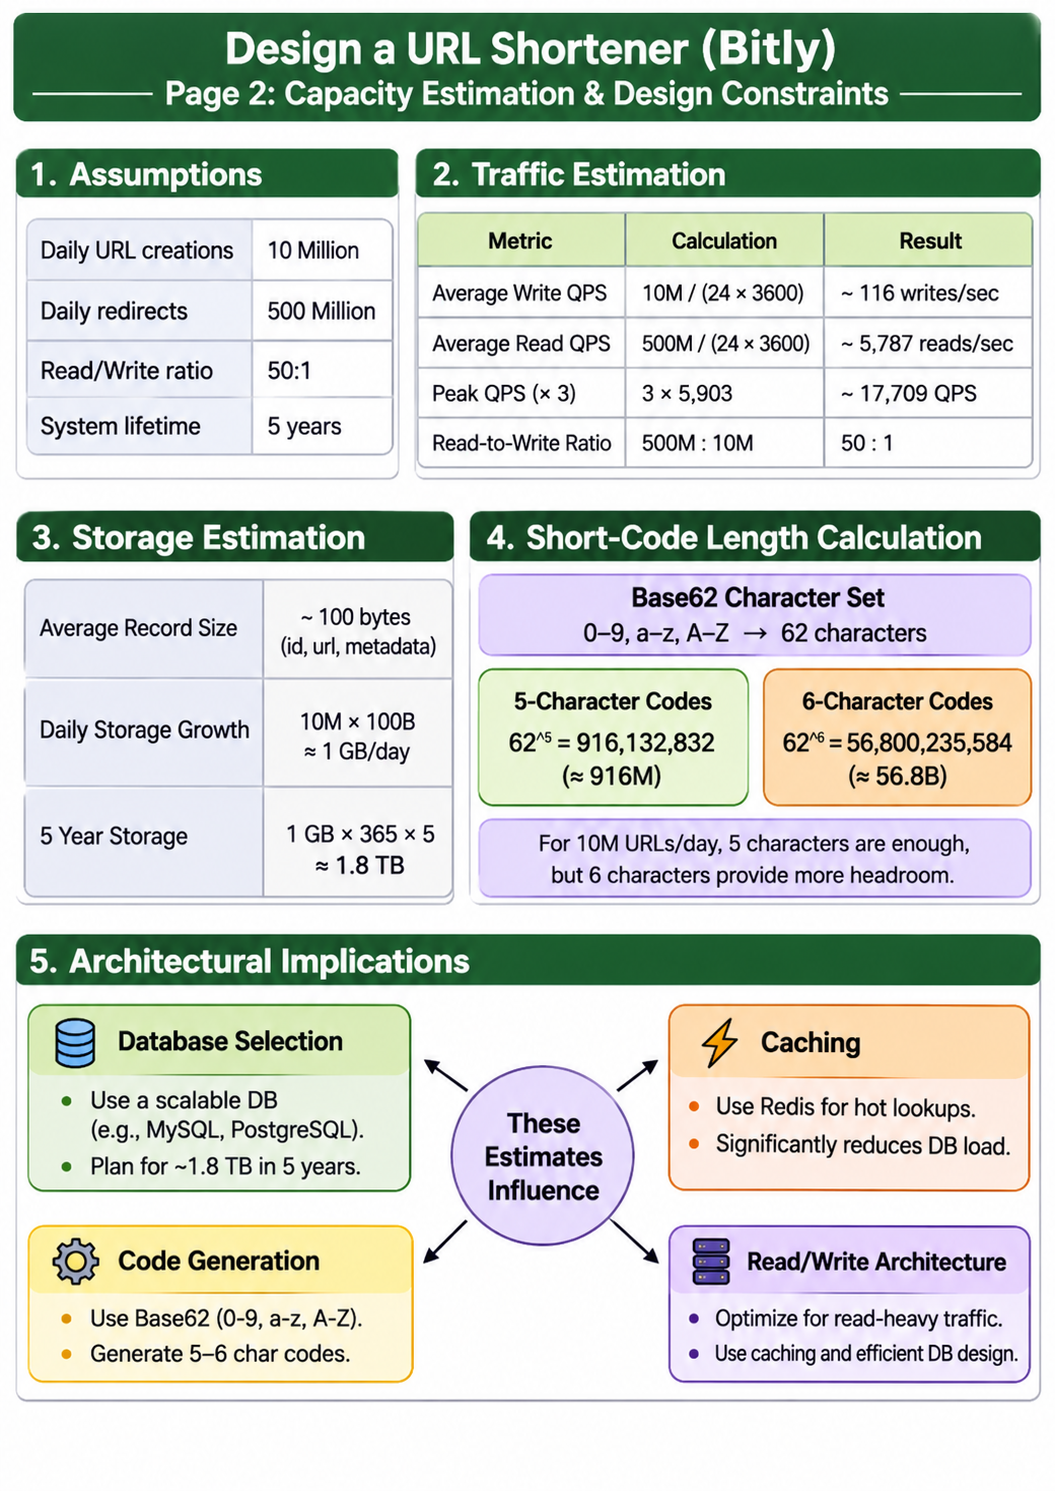 Design a URL Shortener (Bitly)
Page 2: Capacity Estimation & Design Constraints
1. Assumptions
Daily URL creations 10 Million
Daily redirects 500 Million
Read/Write ratio 50:1
System lifetime 5 years
2. Traffic Estimation
Metric Calculation Result
Average Write QPS 10M / (24 × 3600) ~ 116 writes/sec
Average Read QPS 500M / (24 × 3600) ~ 5,787 reads/sec
Peak QPS (× 3) 3 × 5,903 ~ 17,709 QPS
Read-to-Write Ratio 500M : 10M 50 : 1
3. Storage Estimation
Average Record Size ~ 100 bytes
(id, url, metadata)
Daily Storage Growth 10M × 100B
≈ 1 GB/day
5 Year Storage 1 GB × 365 × 5
≈ 1.8 TB
4. Short-Code Length Calculation
Base62 Character Set
0–9, a–z, A–Z → 62 characters
5-Character Codes
62^5 = 916,132,832
(≈ 916M)
6-Character Codes
62^6 = 56,800,235,584
(≈ 56.8B)
For 10M URLs/day, 5 characters are enough,
but 6 characters provide more headroom.
5. Architectural Implications
Database Selection
• Use a scalable DB
(e.g., MySQL, PostgreSQL).
• Plan for ~1.8 TB in 5 years.
Caching
• Use Redis for hot lookups.
• Significantly reduces DB load.
These
Estimates
Influence
Code Generation
• Use Base62 (0-9, a-z, A-Z).
• Generate 5–6 char codes.
Read/Write Architecture
• Optimize for read-heavy traffic.
• Use caching and efficient DB design.